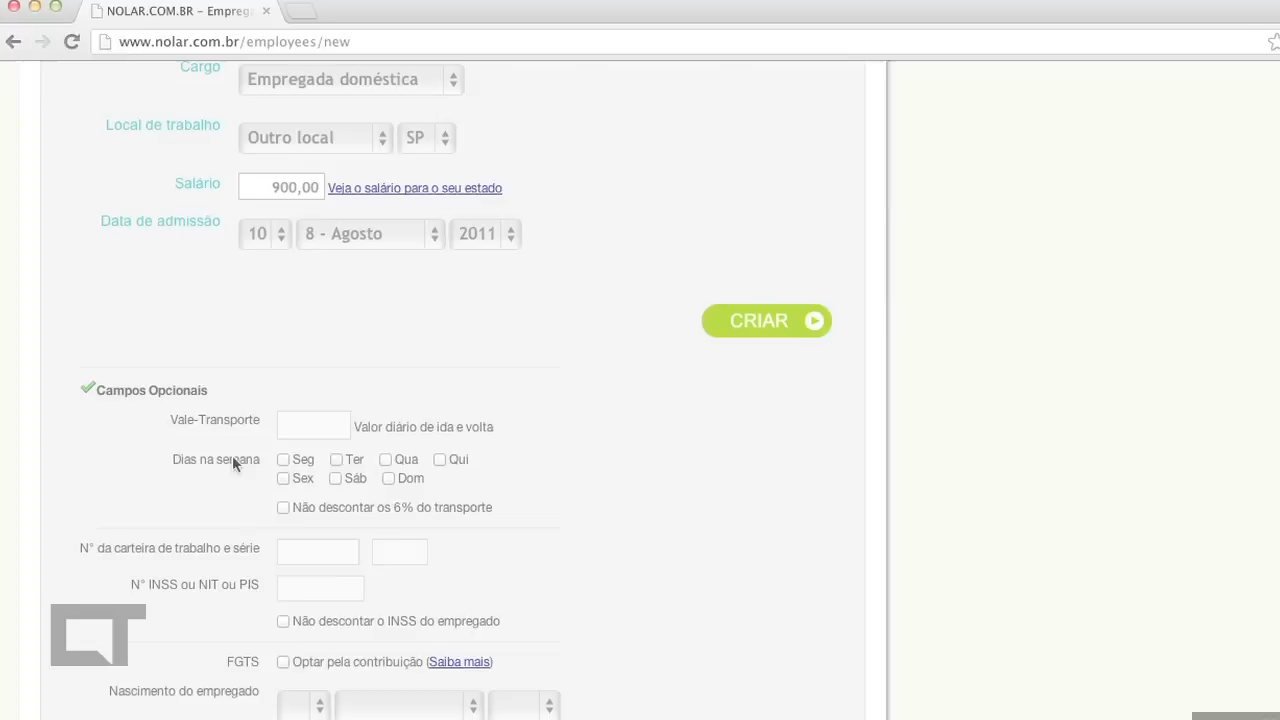 NOLAR.COM.BR – Empreg
www.nolar.com.br/employees/new
Cargo
Empregada doméstica
Local de trabalho
Outro local SP
Salário
900,00 Veja o salário para o seu estado
Data de admissão
10 8 - Agosto 2011
CRIAR
Campos Opcionais
Vale-Transporte
Valor diário de ida e volta
Dias na semana
Seg Ter Qua Qui
Sex Sáb Dom
Não descontar os 6% do transporte
N° da carteira de trabalho e série
N° INSS ou NIT ou PIS
Não descontar o INSS do empregado
FGTS
Optar pela contribuição (Saiba mais)
Nascimento do empregado